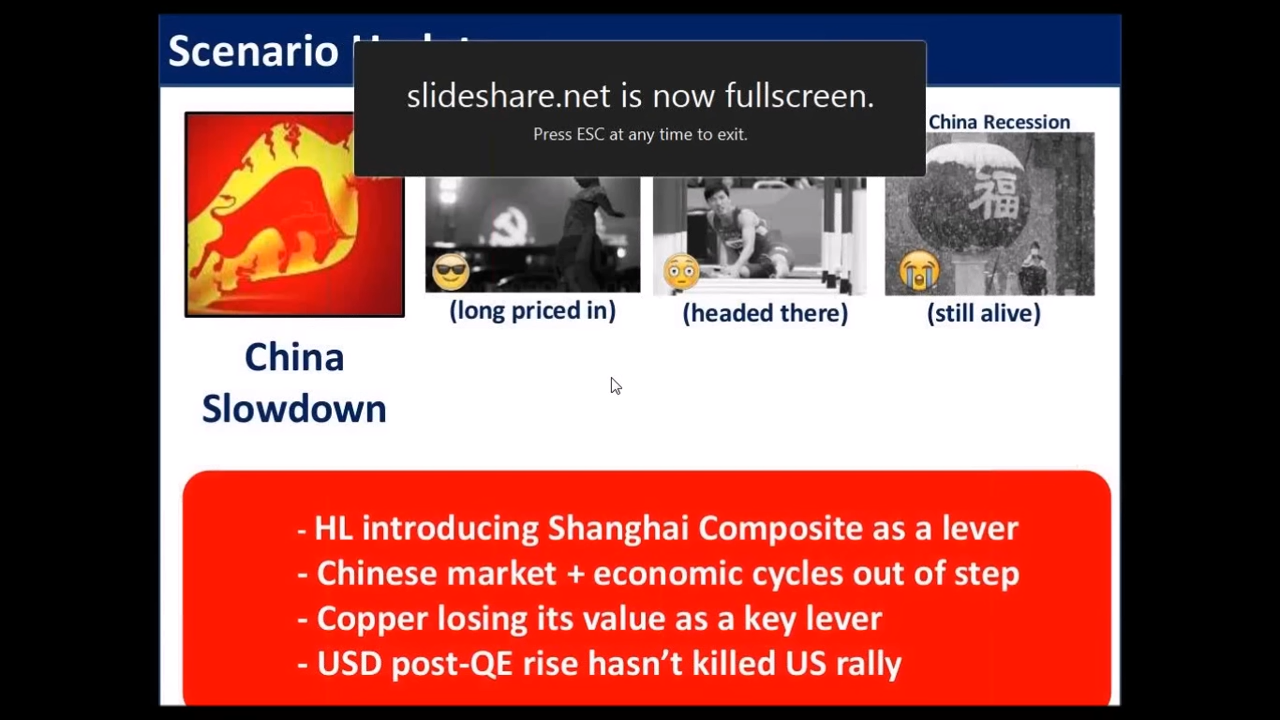 Scenario
slideshare.net is now fullscreen.
Press ESC at any time to exit.
China Recession
福
(long priced in)
(headed there)
(still alive)
China
Slowdown
- HL introducing Shanghai Composite as a lever
- Chinese market + economic cycles out of step
- Copper losing its value as a key lever
- USD post-QE rise hasn’t killed US rally